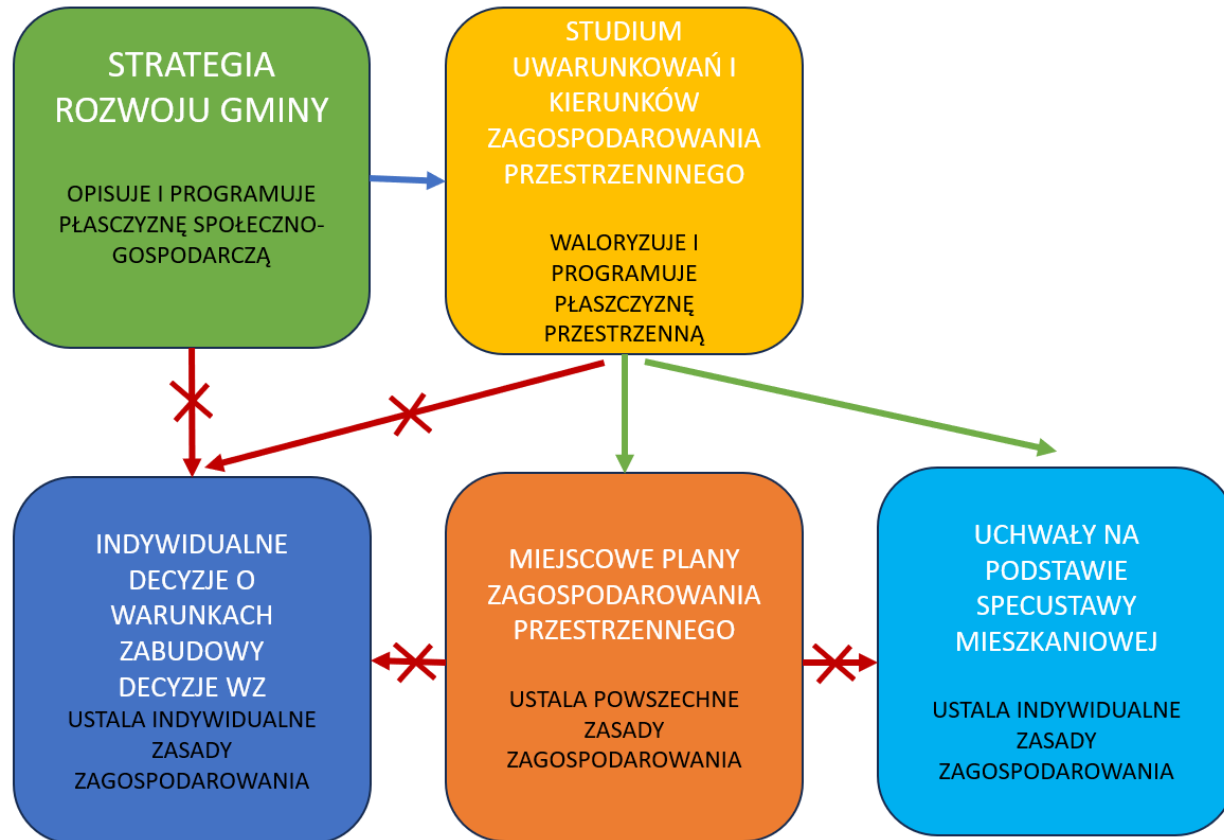 STRATEGIA
ROZWOJU GMINY
OPISUJE I PROGRAMUJE
PŁASCZYZNĘ SPOŁECZNO-
GOSPODARCZĄ
STUDIUM
UWARUNKOWAŃ I
KIERUNKÓW
ZAGOSPODAROWANIA
PRZESTRZENNNEGO
WALORYZUJE I
PROGRAMUJE
PŁASZCZYZNĘ
PRZESTRZENNĄ
INDYWIDUALNE
DECYZJE O
WARUNKACH
ZABUDOWY
DECYZJE WZ
USTALA INDYWIDUALNE
ZASADY
ZAGOSPODAROWANIA
MIEJSCOWE PLANY
ZAGOSPODAROWANIA
PRZESTRZENNEGO
USTALA POWSZECHNE
ZASADY
ZAGOSPODAROWANIA
UCHWAŁY NA
PODSTAWIE
SPECUSTAWY
MIESZKANIOWEJ
USTALA INDYWIDUALNE
ZASADY
ZAGOSPODAROWANIA